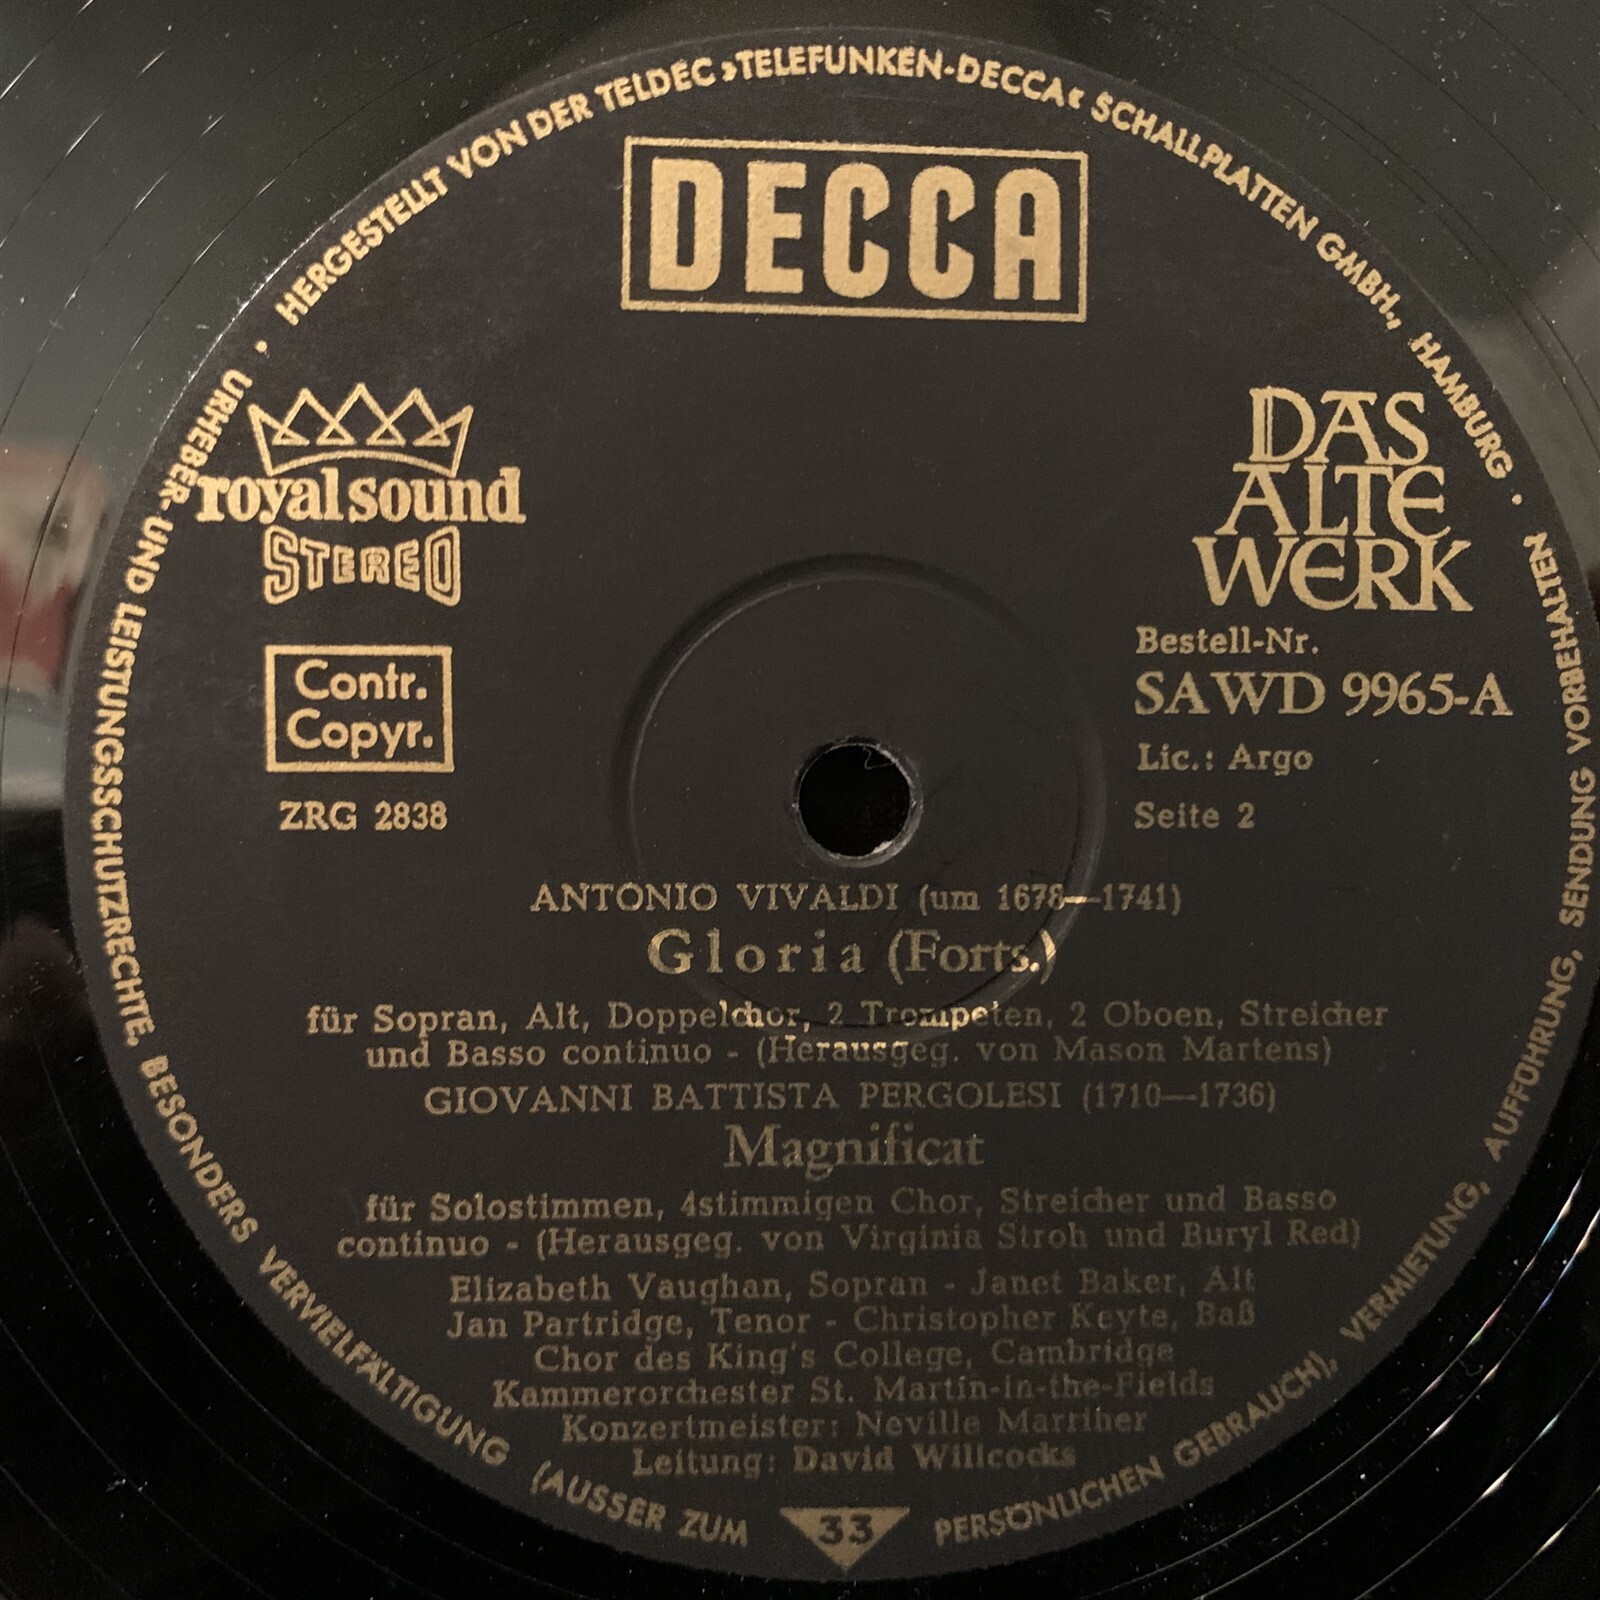 HERGESTELLT VON DER TELDEC »TELEFUNKEN-DECCA« SCHALLPLATTEN GMBH., HAMBURG ·
DECCA
royal sound
STEREO
DAS
ALTE
WERK
Contr.
Copyr.
ZRG 2838
Bestell-Nr.
SAWD 9965-A
Lic.: Argo
Seite 2
ANTONIO VIVALDI (um 1678—1741)
Gloria (Forts.)
für Sopran, Alt, Doppelchor, 2 Trompeten, 2 Oboen, Streicher
und Basso continuo - (Herausgeg. von Mason Martens)
GIOVANNI BATTISTA PERGOLESI (1710—1736)
Magnificat
für Solostimmen, 4stimmigen Chor, Streicher und Basso
continuo - (Herausgeg. von Virginia Stroh und Buryl Red)
Elizabeth Vaughan, Sopran - Janet Baker, Alt
Jan Partridge, Tenor - Christopher Keyte, Baß
Chor des King's College, Cambridge
Kammerorchester St. Martin-in-the-Fields
Konzertmeister: Neville Marriner
Leitung: David Willcocks
33
URHEBER- UND LEISTUNGSSCHUTZRECHTE, BESONDERS VERVIELFÄLTIGUNG (AUSSER ZUM PERSÖNLICHEN GEBRAUCH), VERMIETUNG, AUFFÜHRUNG, SENDUNG VORBEHALTEN